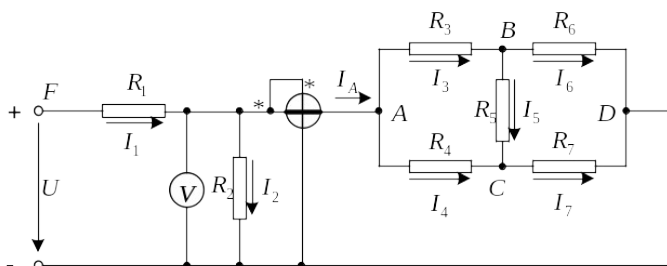 R3 B R6
F R1 * * IA I3 I6
+ I1 A R5 I5 D
U V R2 I2 R4 R7
I4 C I7
-